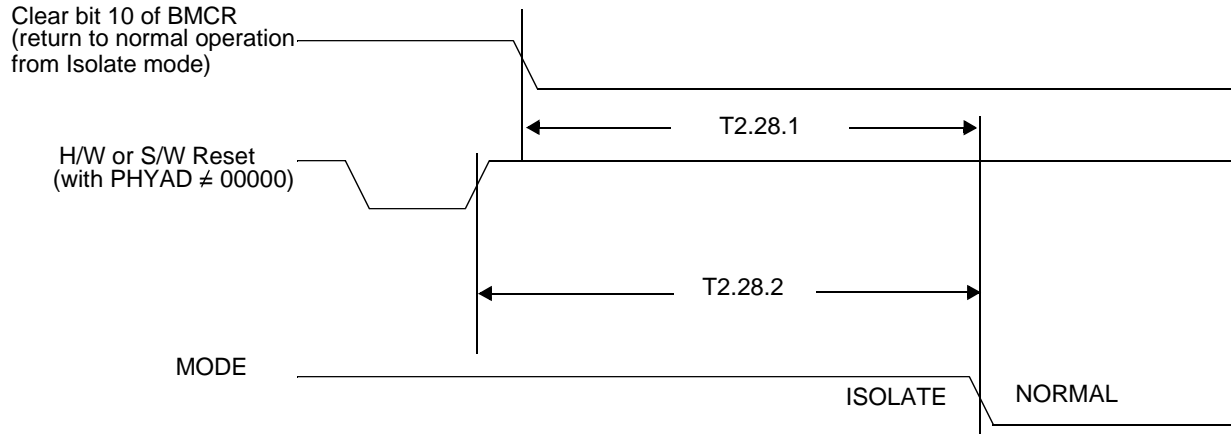 Clear bit 10 of BMCR
(return to normal operation
from Isolate mode)
T2.28.1
H/W or S/W Reset
(with PHYAD ≠ 00000)
T2.28.2
MODE
ISOLATE
NORMAL